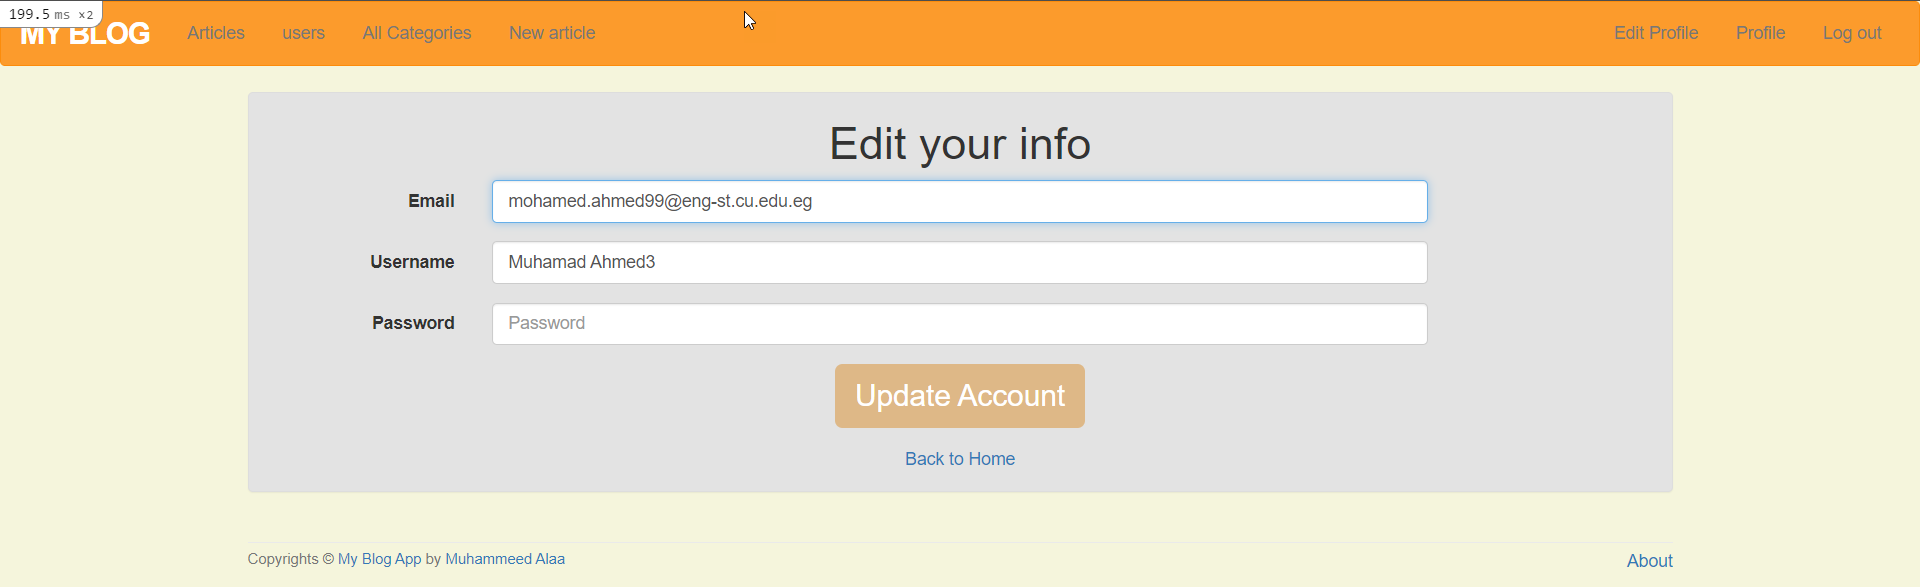 199.5 ms ×2
MY BLOG Articles users All Categories New article Edit Profile Profile Log out
Edit your info
Email mohamed.ahmed99@eng-st.cu.edu.eg
Username Muhamad Ahmed3
Password Password
Update Account
Back to Home
Copyrights © My Blog App by Muhammeed Alaa About